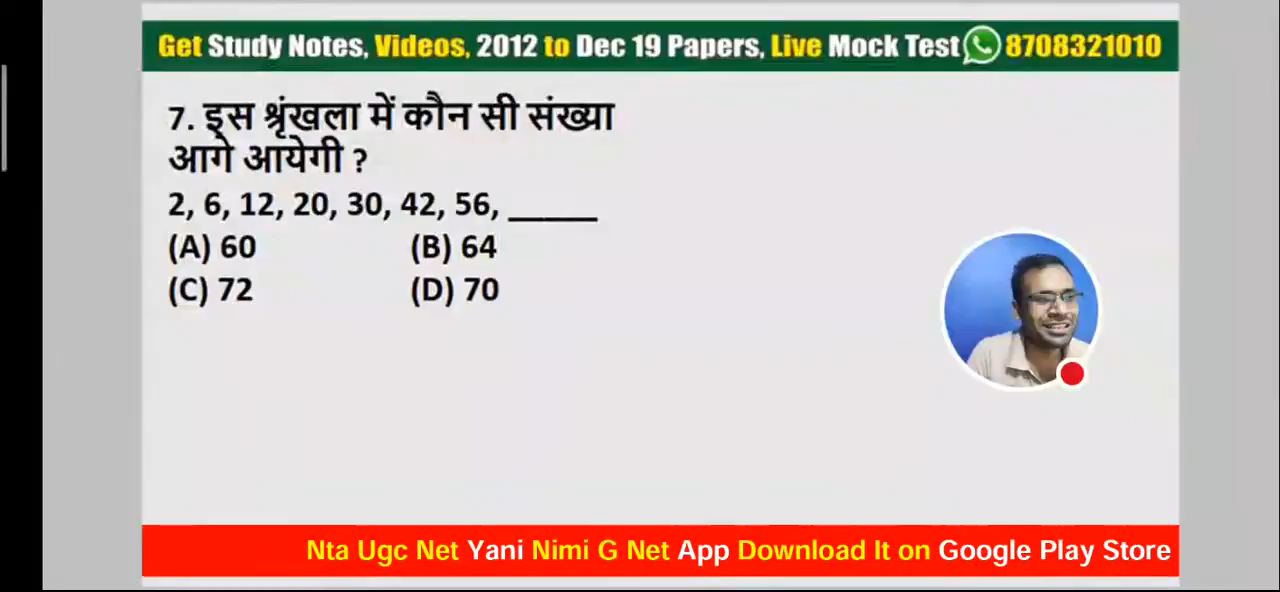 Get Study Notes, Videos, 2012 to Dec 19 Papers, Live Mock Test 8708321010
7. इस श्रृंखला में कौन सी संख्या
आगे आयेगी ?
2, 6, 12, 20, 30, 42, 56, _____
(A) 60 (B) 64
(C) 72 (D) 70
Nta Ugc Net Yani Nimi G Net App Download It on Google Play Store